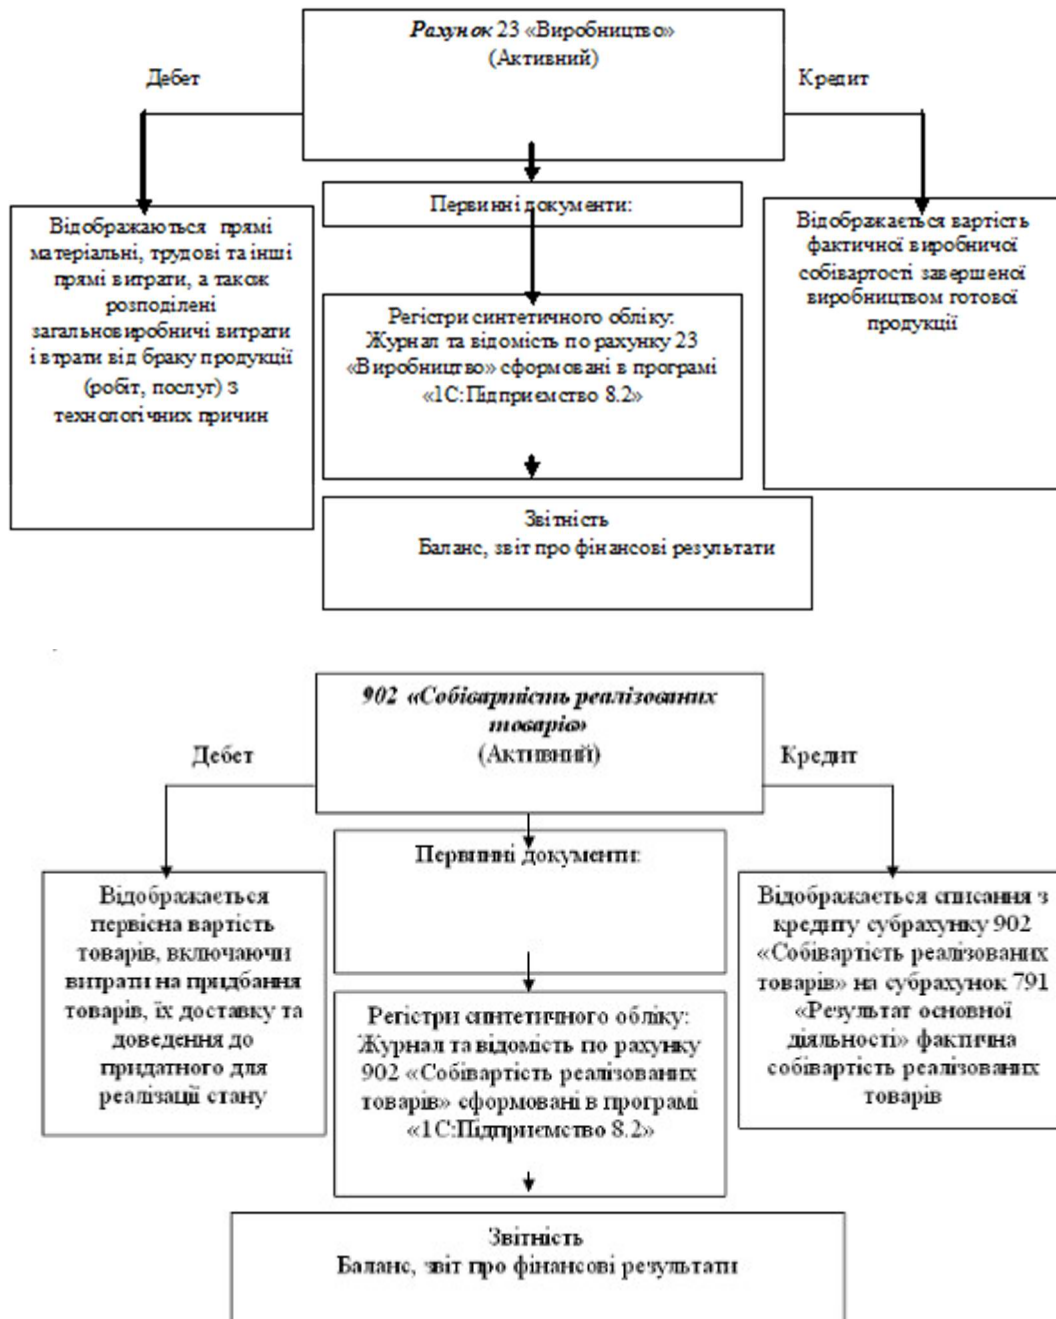 Рахунок 23 «Виробництво»
(Активний)
Дебет
Кредит
Первинні документи:
Відображаються прямі
матеріальні, трудові та інші
прямі витрати, а також
розподілені
загальновиробничі витрати
і втрати від браку продукції
(робіт, послуг) з
технологічних причин
Регістри синтетичного обліку:
Журнал та відомість по рахунку 23
«Виробництво» сформовані в програмі
«1С:Підприємство 8.2»
Відображається вартість
фактичної виробничої
собівартості завершеної
виробництвом готової
продукції
Звітність
Баланс, звіт про фінансові результати
902 «Собівартість реалізованих
товарів»
(Активний)
Дебет
Кредит
Первинні документи:
Відображається
первісна вартість
товарів, включаючи
витрати на придбання
товарів, їх доставку та
доведення до
придатного для
реалізації стану
Регістри синтетичного обліку:
Журнал та відомість по рахунку
902 «Собівартість реалізованих
товарів» сформовані в програмі
«1С:Підприємство 8.2»
Відображається списання з
кредиту субрахунку 902
«Собівартість реалізованих
товарів» на субрахунок 791
«Результат основної
діяльності» фактична
собівартість реалізованих
товарів
Звітність
Баланс, звіт про фінансові результати